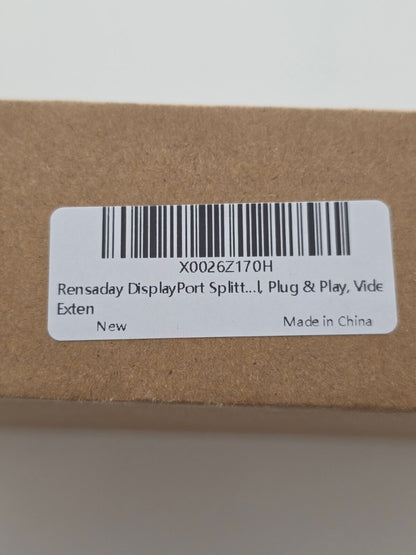 X0026Z170H
Rensaday DisplayPort Splitt...l, Plug & Play, Vide
Exten
New
Made in China